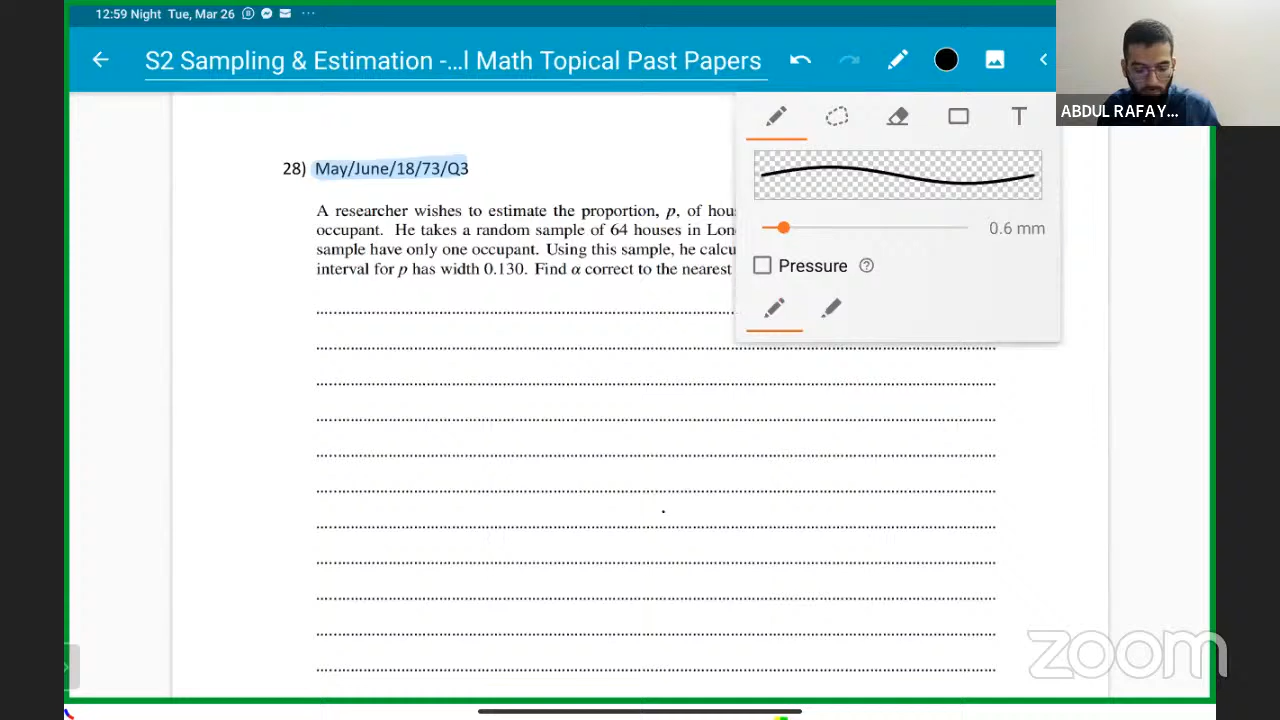 12:59 Night Tue, Mar 26
S2 Sampling & Estimation -...l Math Topical Past Papers
ABDUL RAFAY...
T
0.6 mm
Pressure
28) May/June/18/73/Q3
A researcher wishes to estimate the proportion, p, of
occupant. He takes a random sample of 64 houses in
sample have only one occupant. Using this sample, he
interval for p has width 0.130. Find α correct to the nearest
zoom